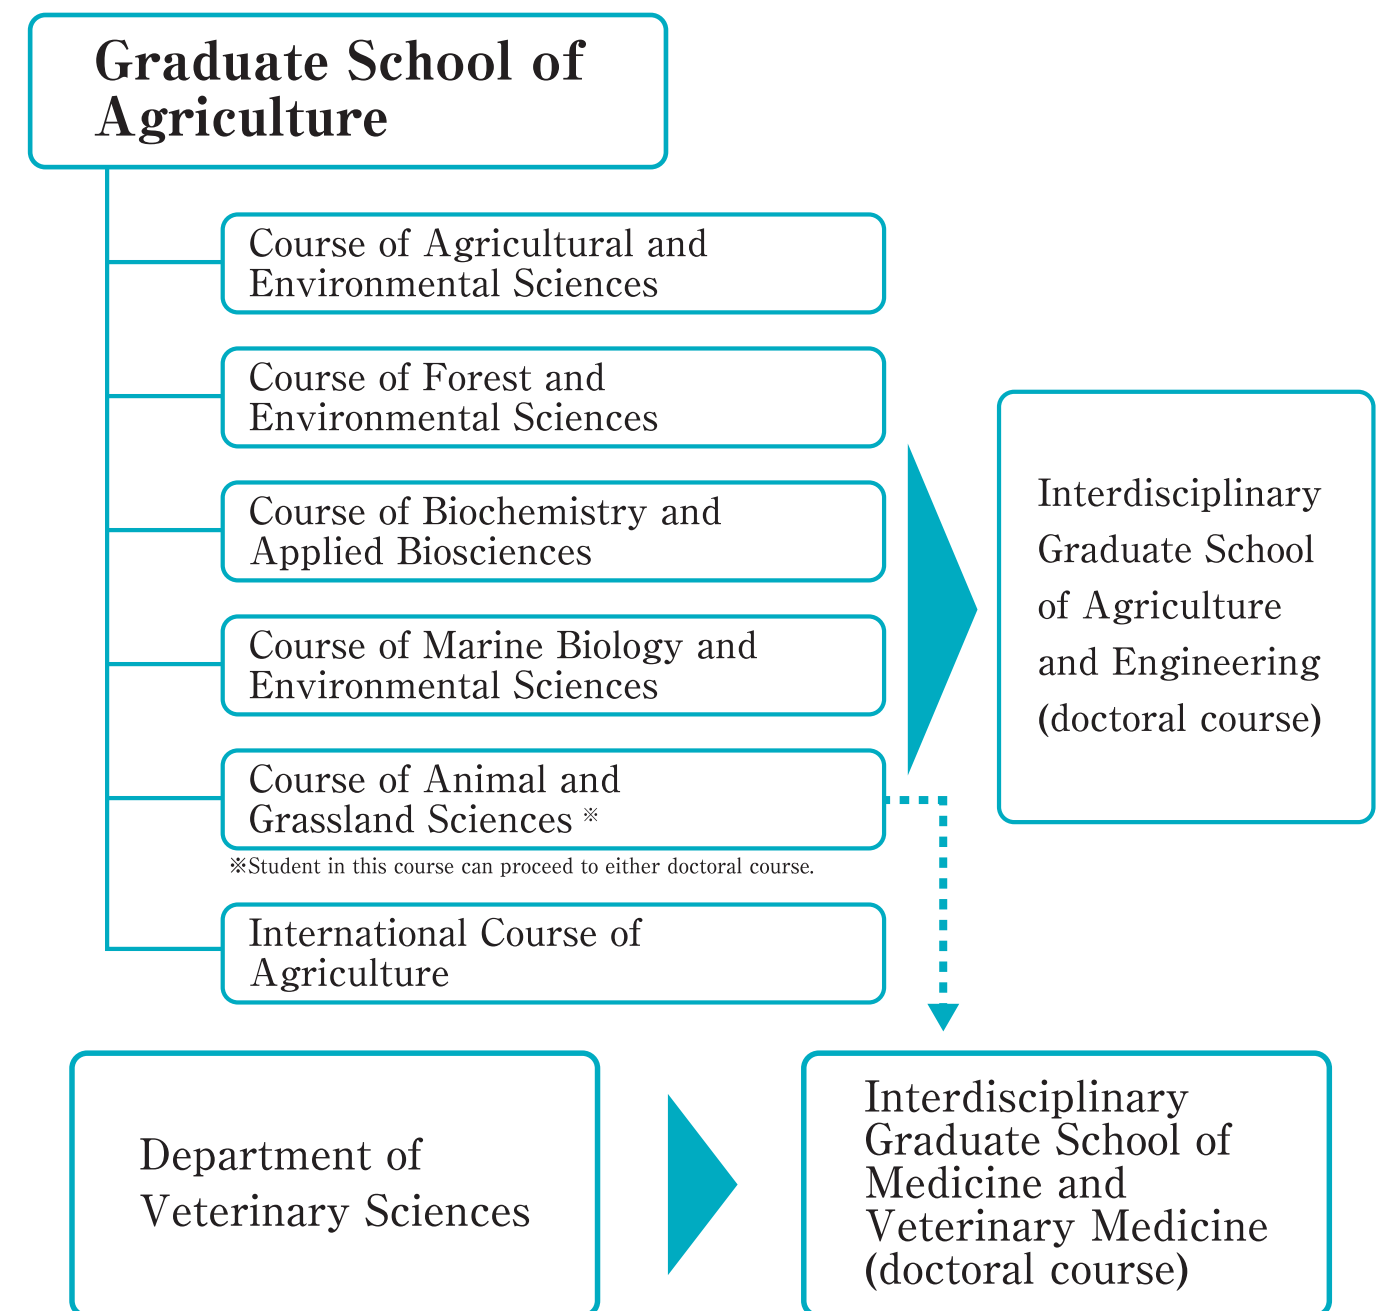 Graduate School of
Agriculture
Course of Agricultural and
Environmental Sciences
Course of Forest and
Environmental Sciences
Course of Biochemistry and
Applied Biosciences
Course of Marine Biology and
Environmental Sciences
Course of Animal and
Grassland Sciences ※
※Student in this course can proceed to either doctoral course.
International Course of
Agriculture
Interdisciplinary
Graduate School
of Agriculture
and Engineering
(doctoral course)
Department of
Veterinary Sciences
Interdisciplinary
Graduate School of
Medicine and
Veterinary Medicine
(doctoral course)